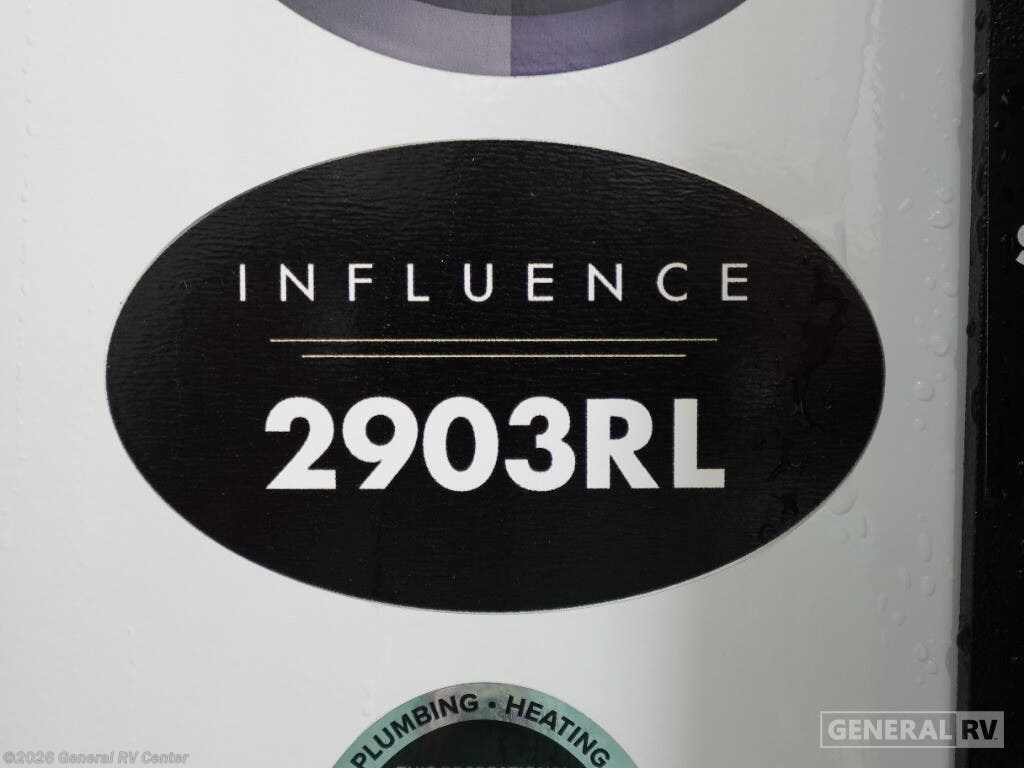 INFLUENCE
2903RL
PLUMBING • HEATING
GENERAL RV
©2026 General RV Center